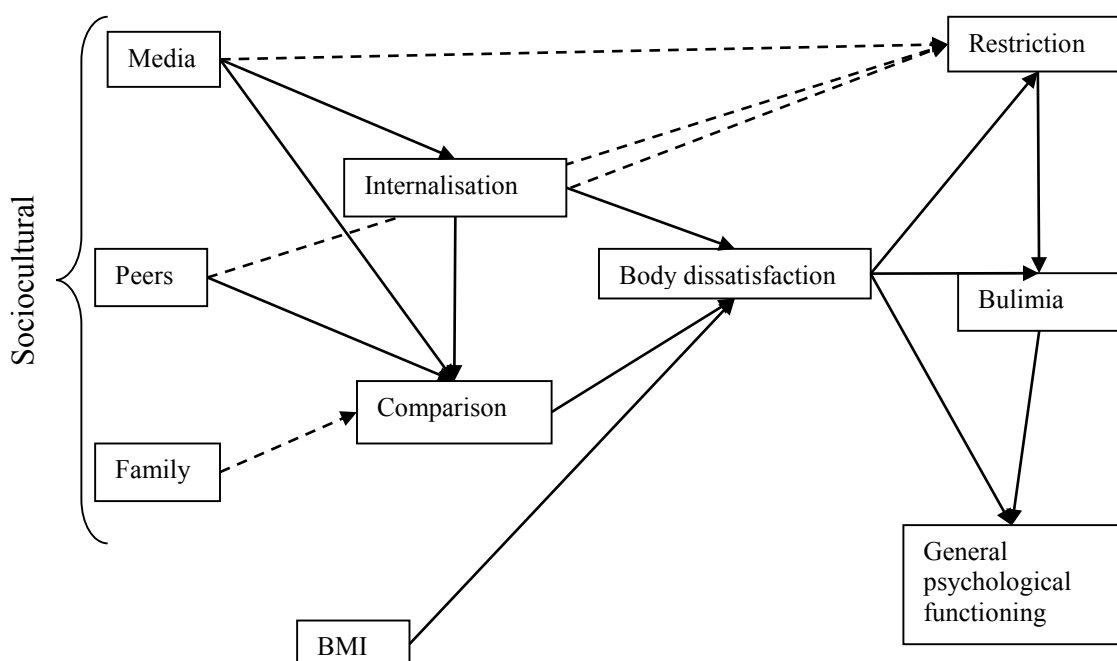 Sociocultural
Media
Restriction
Internalisation
Peers
Body dissatisfaction
Bulimia
Comparison
Family
General
psychological
functioning
BMI